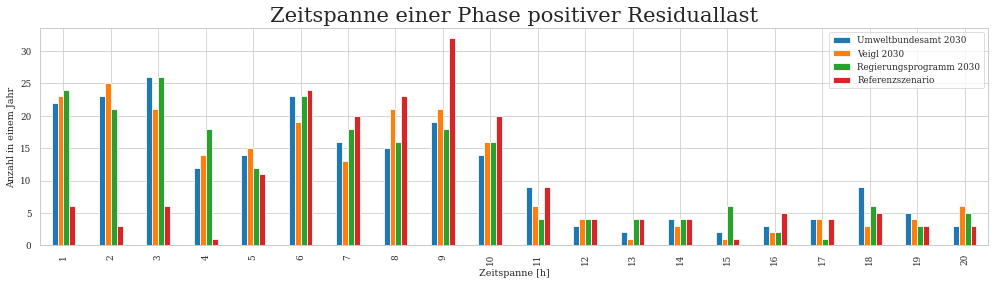 Zeitspanne einer Phase positiver Residuallast
Anzahl in einem Jahr
30
25
20
15
10
5
0
Umweltbundesamt 2030
Veigl 2030
Regierungsprogramm 2030
Referenzszenario
1 2 3 4 5 6 7 8 9 10 11 12 13 14 15 16 17 18 19 20
Zeitspanne [h]